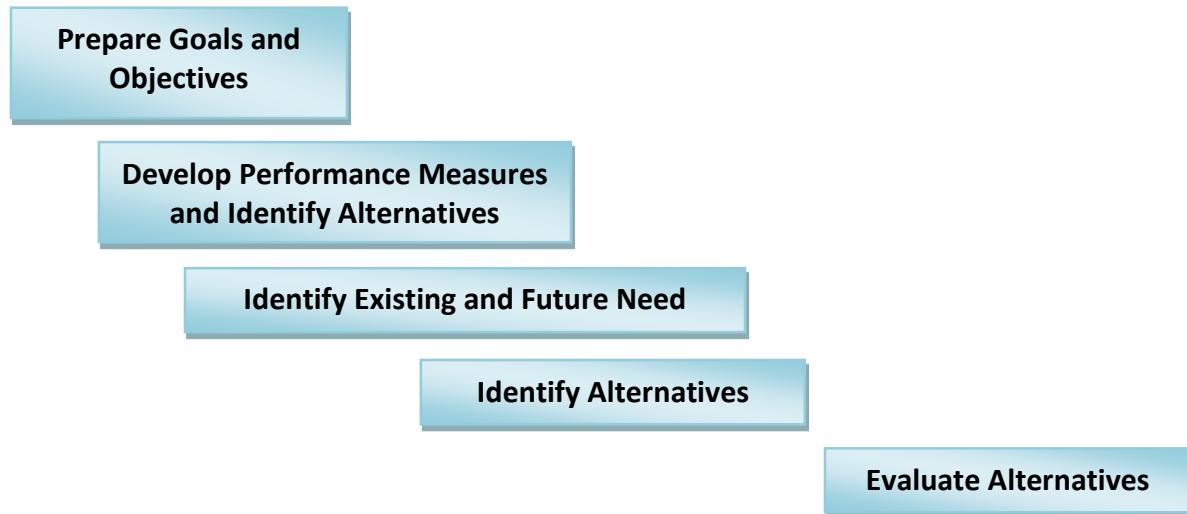 Prepare Goals and
Objectives
Develop Performance Measures
and Identify Alternatives
Identify Existing and Future Need
Identify Alternatives
Evaluate Alternatives